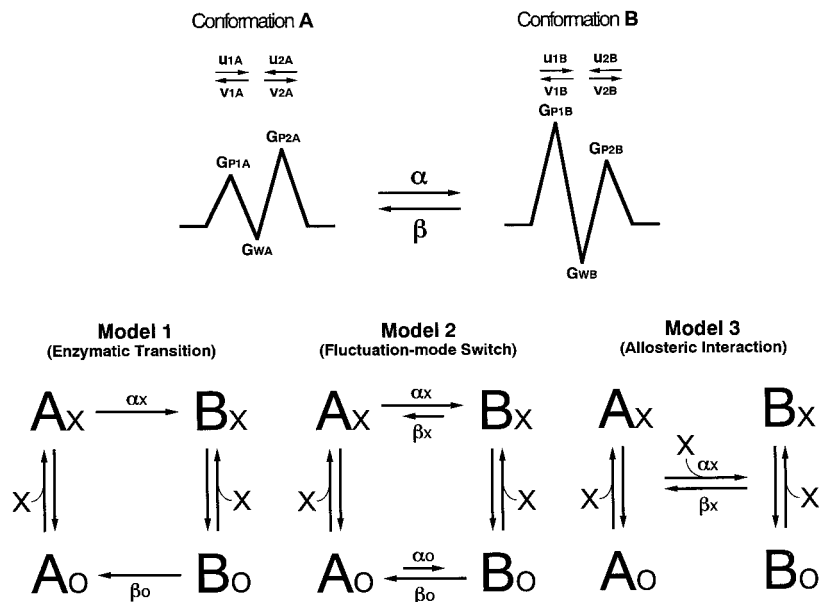 Conformation A
Conformation B
u1A u2A
v1A v2A
u1B u2B
v1B v2B
GP1A
GP2A
GWA
α
β
GP1B
GP2B
GWB
Model 1
(Enzymatic Transition)
Model 2
(Fluctuation-mode Switch)
Model 3
(Allosteric Interaction)
AX αX BX
X X
AO βO BO
AX αX BX
βX
X X
αO
AO βO BO
AX BX
X αX
X βX X
AO BO